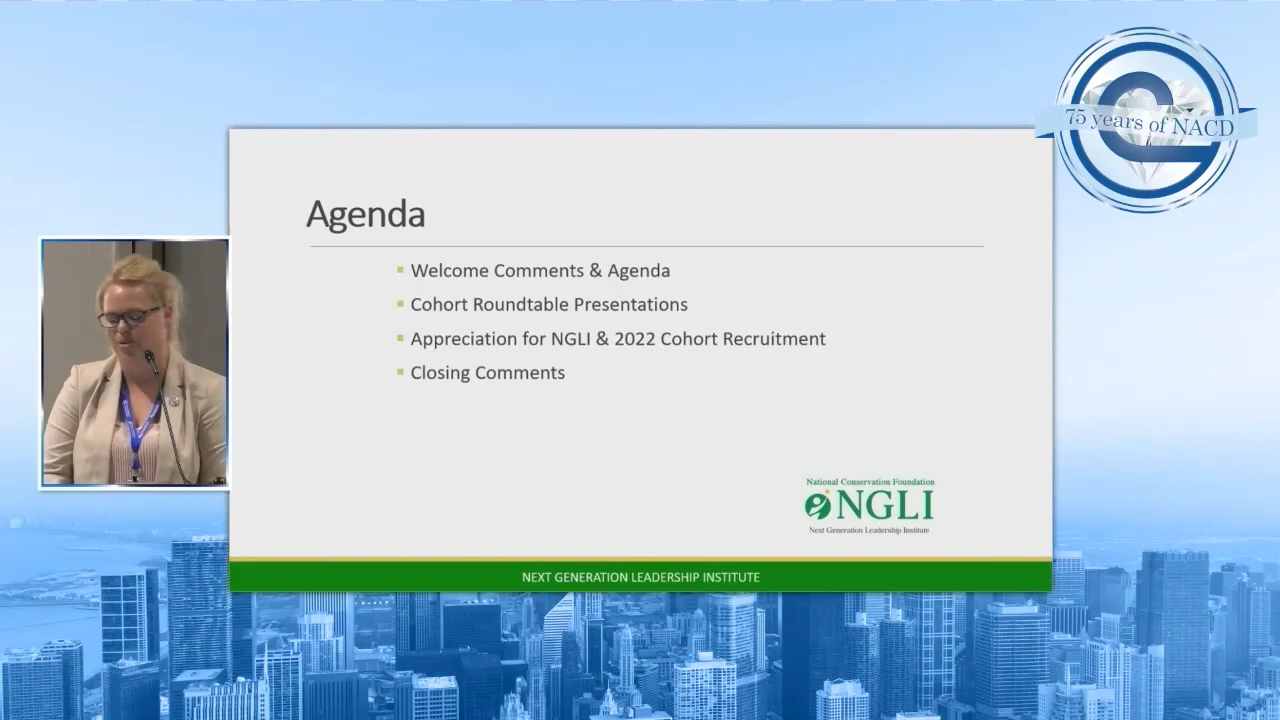 75 years of NACD
Agenda
Welcome Comments & Agenda
Cohort Roundtable Presentations
Appreciation for NGLI & 2022 Cohort Recruitment
Closing Comments
National Conservation Foundation
NGLI
Next Generation Leadership Institute
NEXT GENERATION LEADERSHIP INSTITUTE